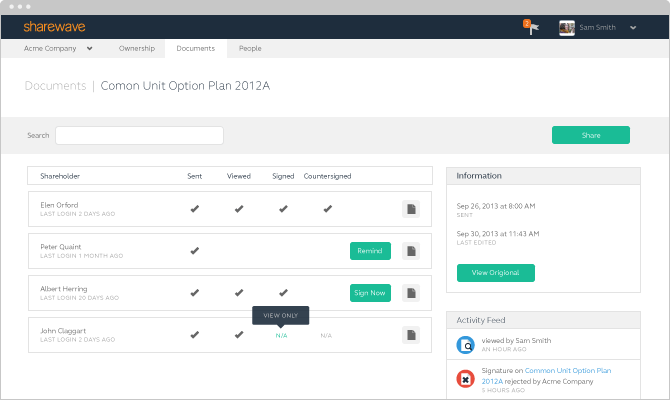 sharewave
2
Sam Smith
Acme Company
Ownership
Documents
People
Documents | Comon Unit Option Plan 2012A
Search
Share
Shareholder Sent Viewed Signed Countersigned
Elen Orford
LAST LOGIN 2 DAYS AGO
Peter Quaint
LAST LOGIN 1 MONTH AGO
Remind
Albert Herring
LAST LOGIN 20 DAYS AGO
Sign Now
VIEW ONLY
John Claggart
LAST LOGIN 2 DAYS AGO
N/A N/A
Information
Sep 26, 2013 at 8:00 AM
SENT
Sep 30, 2013 at 11:43 AM
LAST EDITED
View Origional
Activity Feed
viewed by Sam Smith
AN HOUR AGO
Signature on Common Unit Option Plan
2012A rejected by Acme Company
5 HOURS AGO